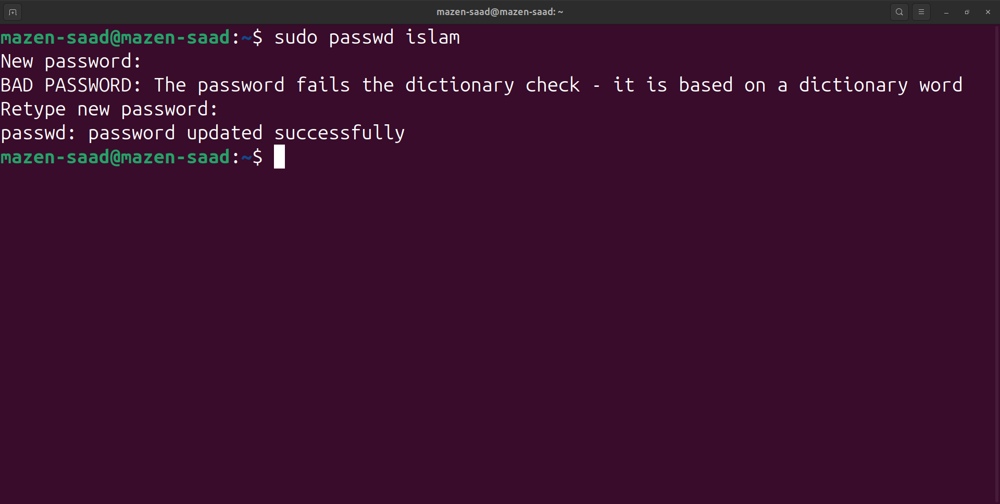 mazen-saad@mazen-saad: ~
mazen-saad@mazen-saad:~$ sudo passwd islam
New password:
BAD PASSWORD: The password fails the dictionary check - it is based on a dictionary word
Retype new password:
passwd: password updated successfully
mazen-saad@mazen-saad:~$